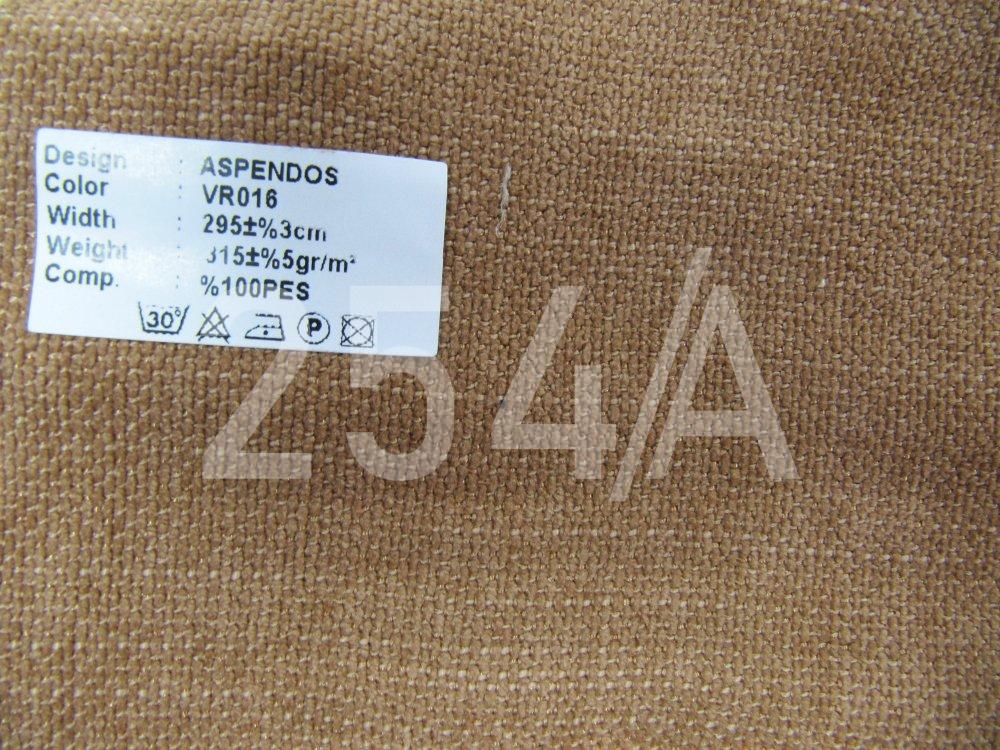 Design : ASPENDOS
Color : VR016
Width : 295±%3cm
Weight : 315±%5gr/m²
Comp. : %100PES
30° P
254/A